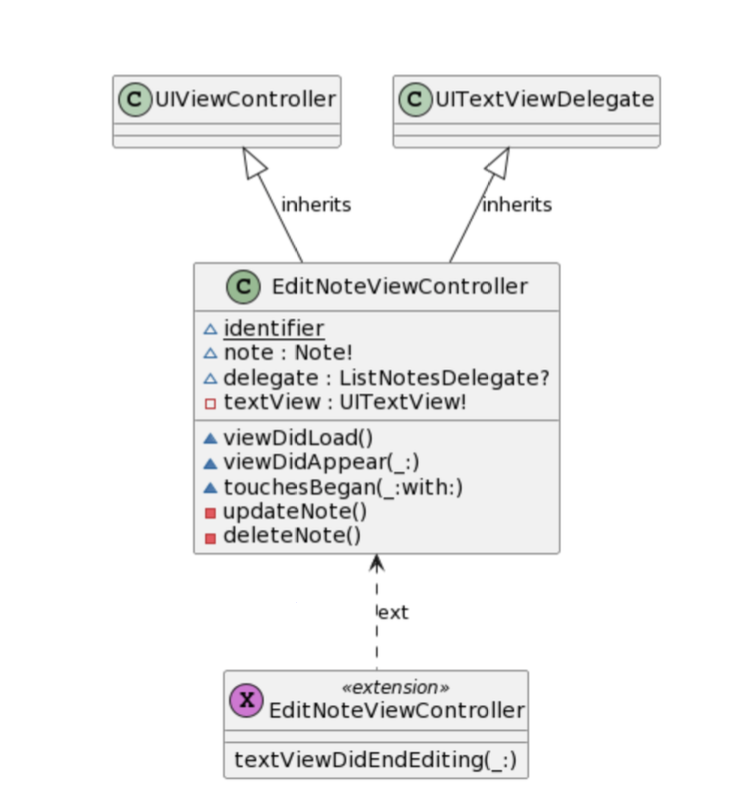 C UIViewController
C UITextViewDelegate
inherits
inherits
C EditNoteViewController
identifier
note : Note!
delegate : ListNotesDelegate?
textView : UITextView!
viewDidLoad()
viewDidAppear(_:)
touchesBegan(_:with:)
updateNote()
deleteNote()
ext
«extension»
X EditNoteViewController
textViewDidEndEditing(_:)